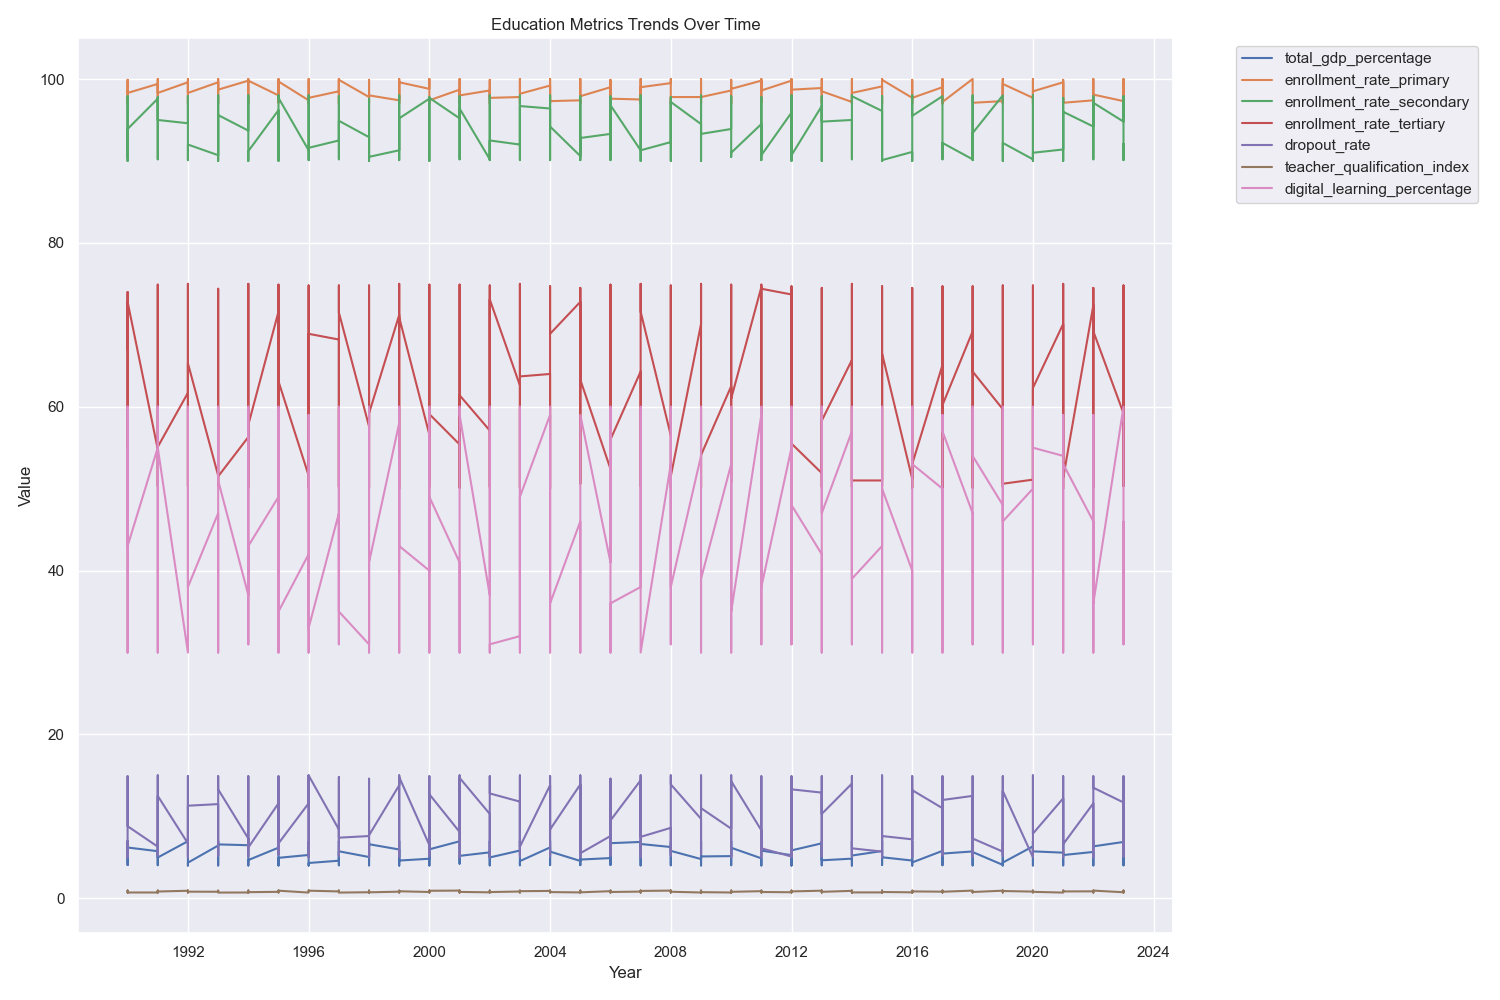 Education Metrics Trends Over Time
total_gdp_percentage
enrollment_rate_primary
enrollment_rate_secondary
enrollment_rate_tertiary
dropout_rate
teacher_qualification_index
digital_learning_percentage
Value
100
80
60
40
20
0
1992 1996 2000 2004 2008 2012 2016 2020 2024
Year